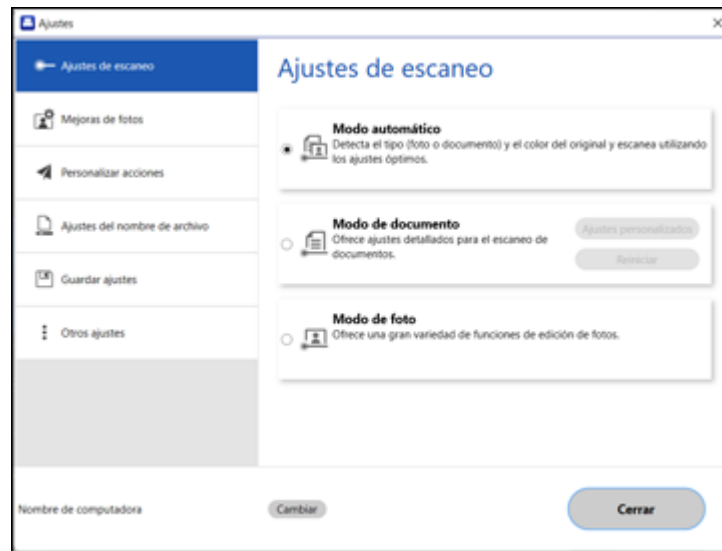 Ajustes
Ajustes de escaneo
Mejoras de fotos
Personalizar acciones
Ajustes del nombre de archivo
Guardar ajustes
Otros ajustes
Ajustes de escaneo
Modo automático
Detecta el tipo (foto o documento) y el color del original y escanea utilizando
los ajustes óptimos.
Modo de documento
Ofrece ajustes detallados para el escaneo de
documentos.
Ajustes personalizados
Reiniciar
Modo de foto
Ofrece una gran variedad de funciones de edición de fotos.
Nombre de computadora
Cambiar
Cerrar